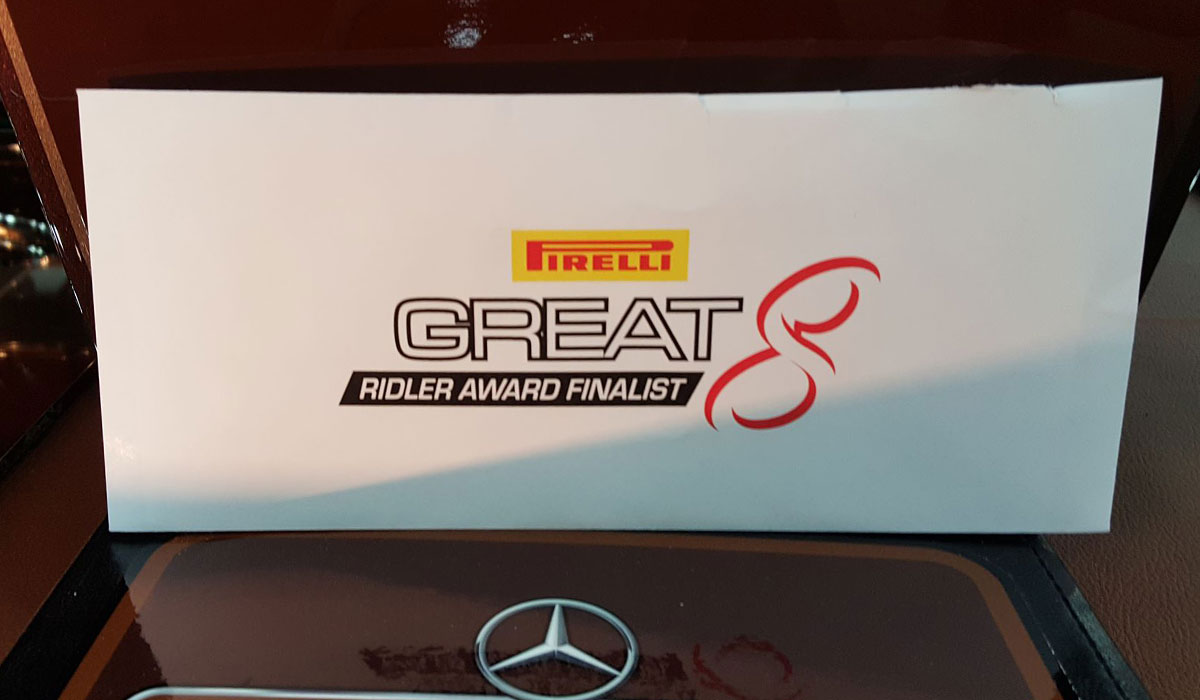 PIRELLI
GREAT 8
RIDLER AWARD FINALIST